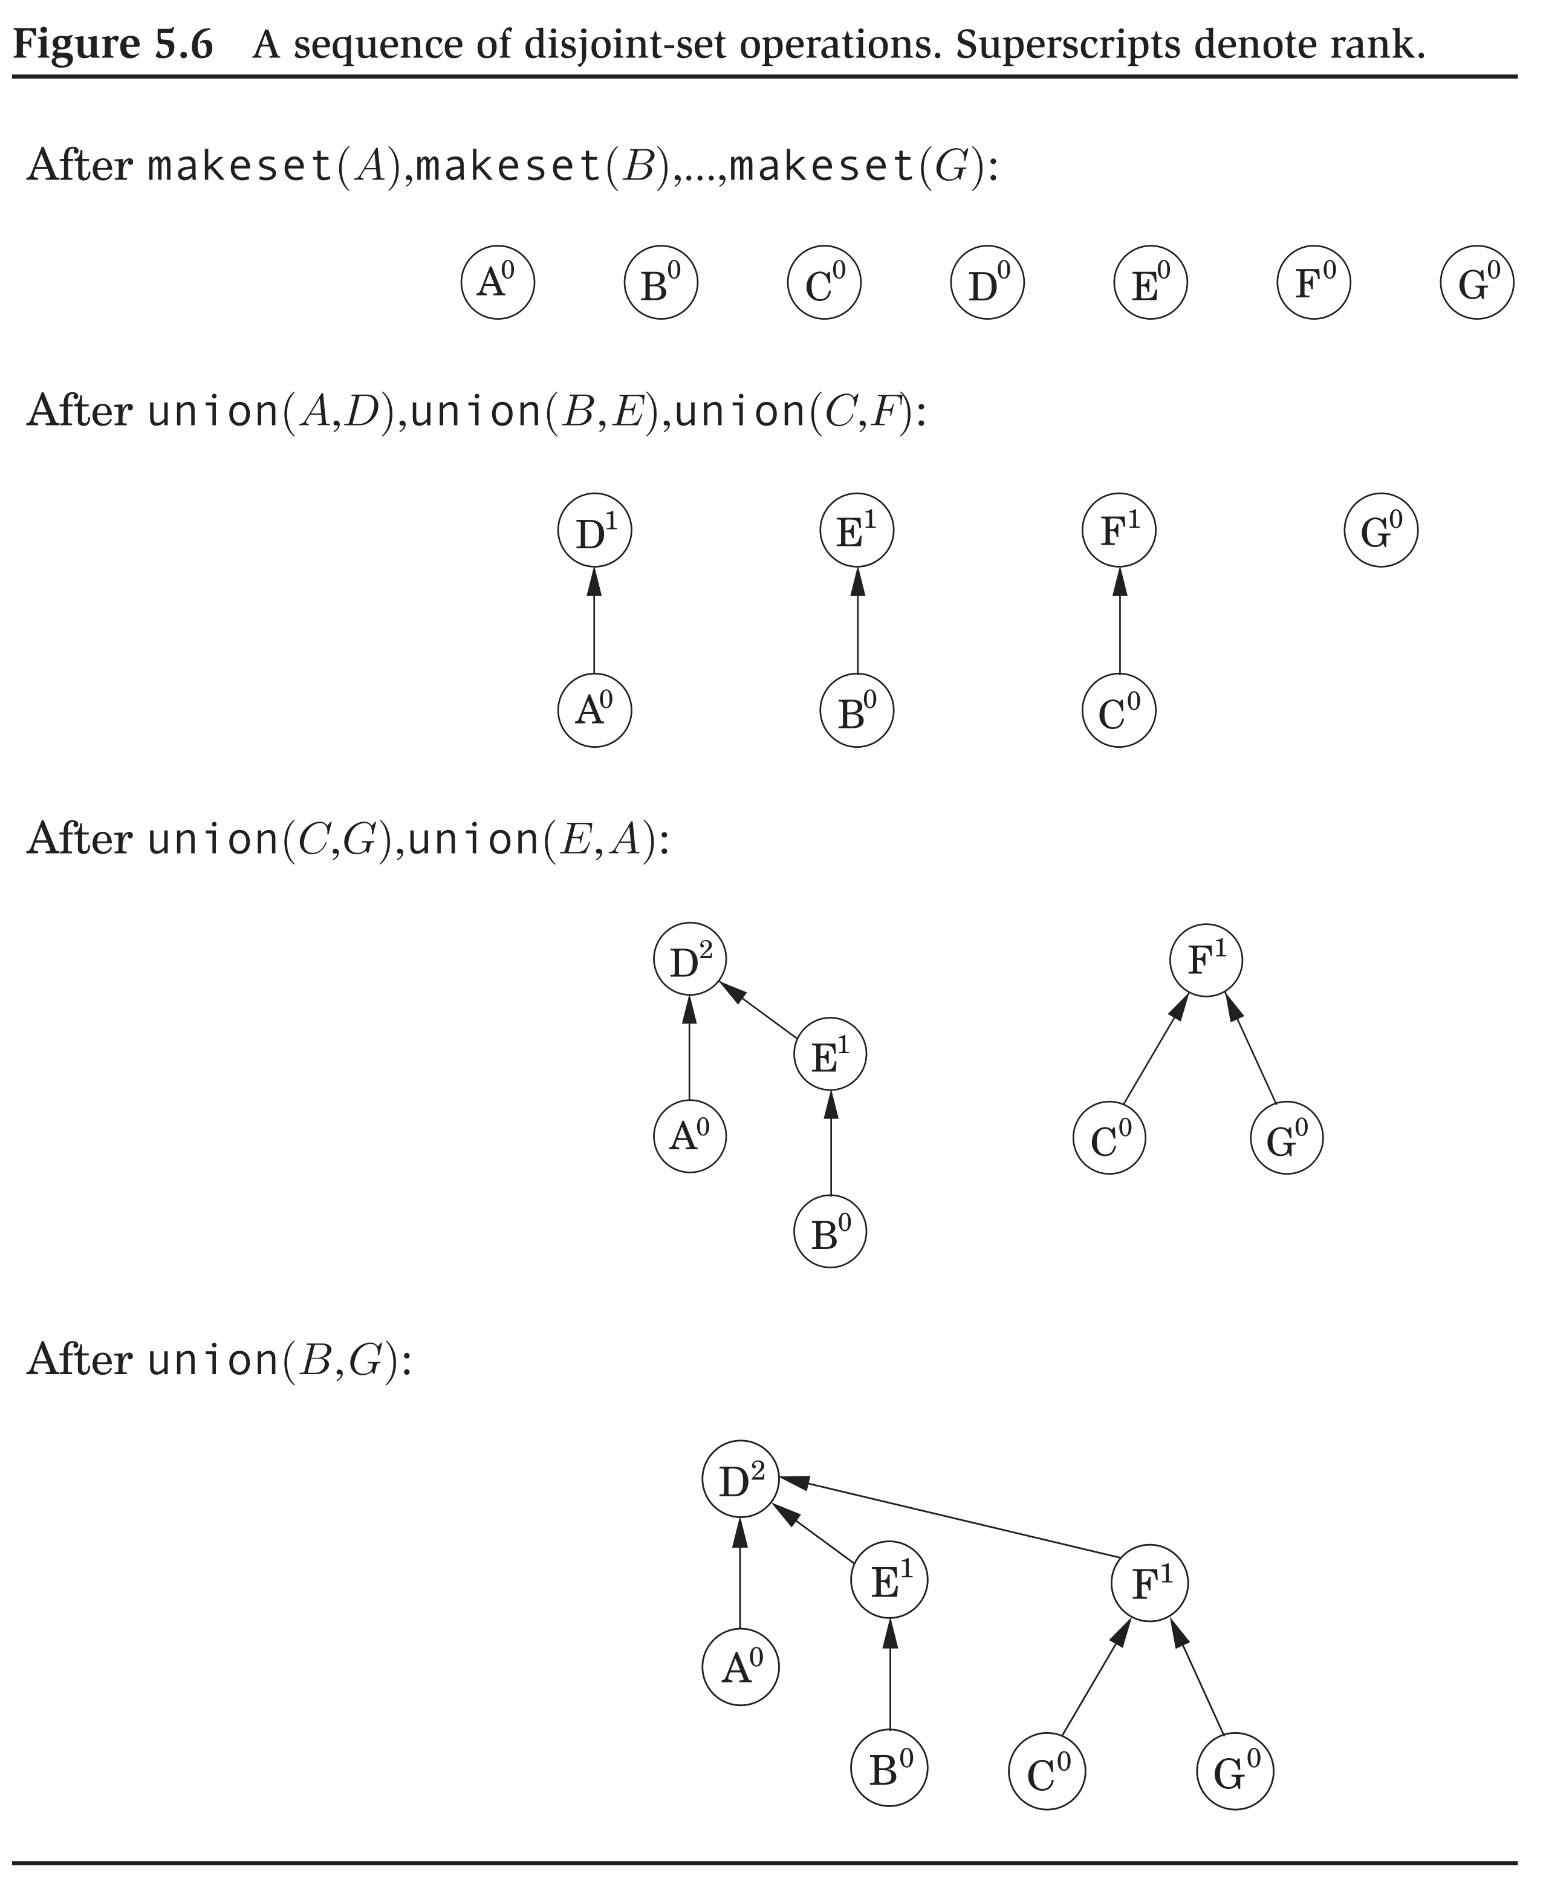 Figure 5.6 A sequence of disjoint-set operations. Superscripts denote rank.
After makeset(A),makeset(B),...,makeset(G):
A⁰ B⁰ C⁰ D⁰ E⁰ F⁰ G⁰
After union(A,D),union(B,E),union(C,F):
D¹ E¹ F¹ G⁰
A⁰ B⁰ C⁰
After union(C,G),union(E,A):
D² F¹
E¹
A⁰ C⁰ G⁰
B⁰
After union(B,G):
D²
E¹ F¹
A⁰
B⁰ C⁰ G⁰